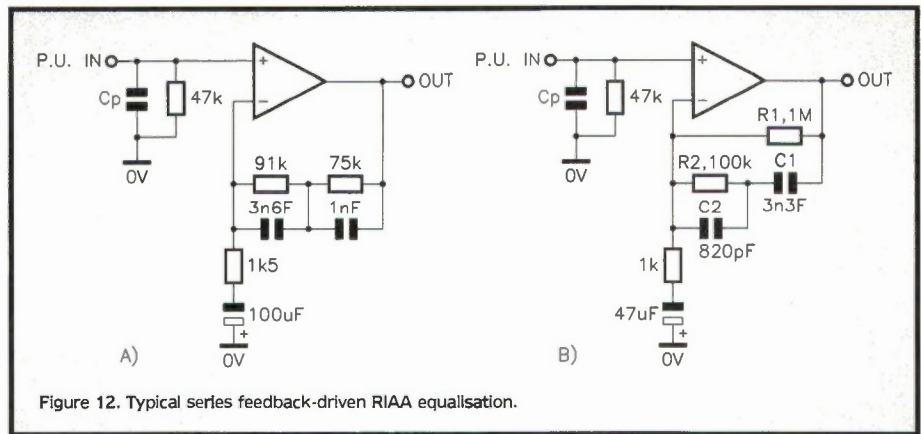 P.U. IN
+
−
OUT
Cp
47k
0V
91k
75k
3n6F
1nF
1k5
100uF
+
0V
A)
P.U. IN
+
−
OUT
Cp
47k
0V
R1,1M
R2,100k
C1
3n3F
C2
820pF
1k
47uF
+
0V
B)
Figure 12. Typical series feedback-driven RIAA equalisation.